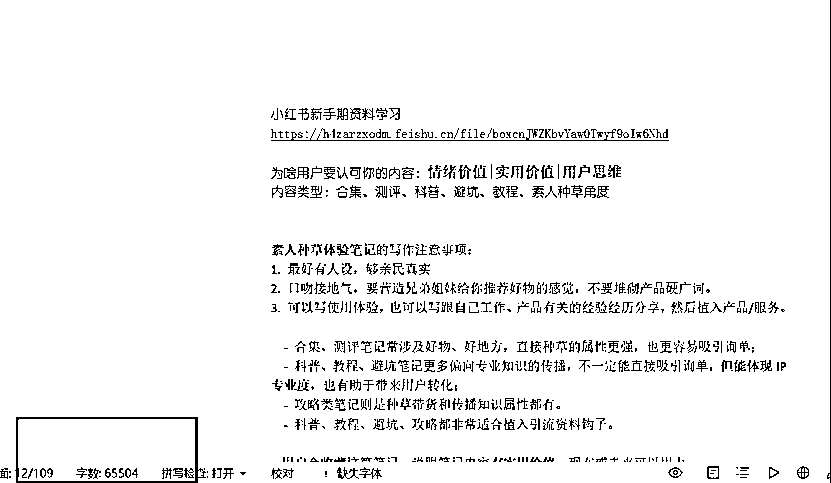 小红书新手期资料学习
https://h4zarzxodm.feishu.cn/file/boxcnJWZKbvYaw0Twyf9oIw6Nhd
为啥用户要认可你的内容：情绪价值|实用价值|用户思维
内容类型：合集、测评、科普、避坑、教程、素人种草角度
素人种草体验笔记的写作注意事项：
1. 最好有人设，够亲民真实
2. 口吻接地气，要营造兄弟姐妹给你推荐好物的感觉，不要堆砌产品硬广词。
3. 可以写使用体验，也可以写跟自己工作、产品有关的经验经历分享，然后植入产品/服务。
- 合集、测评笔记常涉及好物、好地方，直接种草的属性更强，也更容易吸引询单；
- 科普、教程、避坑笔记更多偏向专业知识的传播，不一定能直接吸引询单，但能体现 IP
专业度，也有助于带来用户转化；
- 攻略类笔记则是种草带货和传播知识属性都有。
- 科普、教程、避坑、攻略都非常适合植入引流资料钩子。
面: 12/109 字数: 65504 拼写检查: 打开 校对 缺失字体